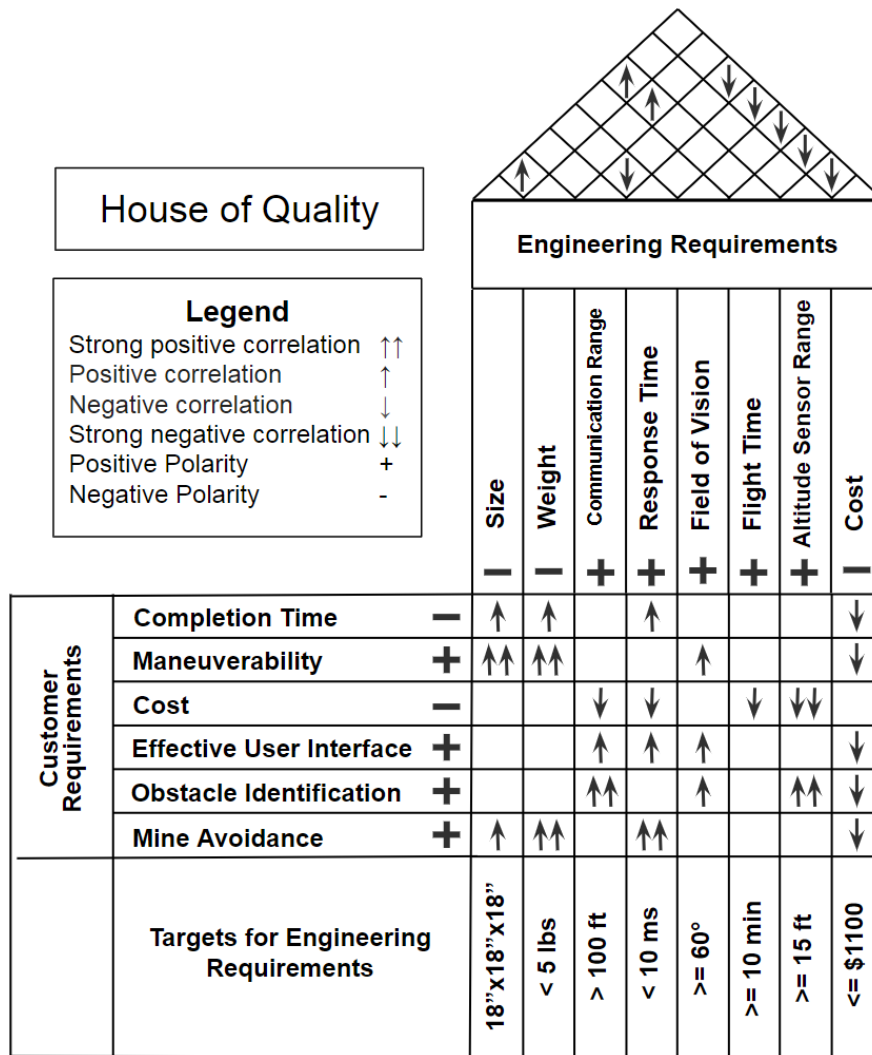 House of Quality
Engineering Requirements
Legend
Strong positive correlation ↑↑
Positive correlation ↑
Negative correlation ↓
Strong negative correlation ↓↓
Positive Polarity +
Negative Polarity -
Size
Weight
Communication Range
Response Time
Field of Vision
Flight Time
Altitude Sensor Range
Cost
− − + + + + + −
Customer
Requirements
Completion Time − ↑ ↑ ↑ ↓
Maneuverability + ↑↑ ↑↑ ↑ ↓
Cost − ↓ ↓ ↓ ↓↓
Effective User Interface + ↑ ↑ ↑ ↓
Obstacle Identification + ↑↑ ↑ ↑↑ ↓
Mine Avoidance + ↑ ↑↑ ↑↑ ↓
Targets for Engineering
Requirements
18”x18”x18”
< 5 lbs
> 100 ft
< 10 ms
>= 60°
>= 10 min
>= 15 ft
<= $1100